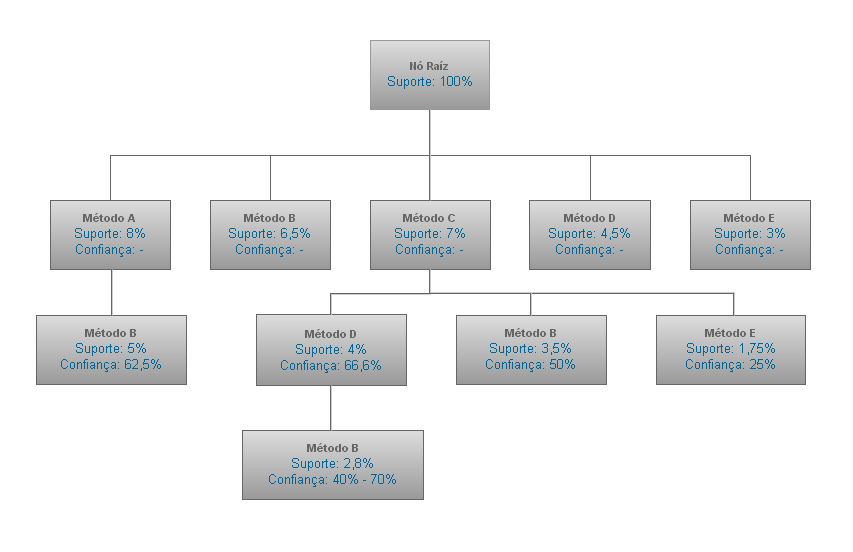 Nó Raíz
Suporte: 100%
Método A
Suporte: 8%
Confiança: -
Método B
Suporte: 6,5%
Confiança: -
Método C
Suporte: 7%
Confiança: -
Método D
Suporte: 4,5%
Confiança: -
Método E
Suporte: 3%
Confiança: -
Método B
Suporte: 5%
Confiança: 62,5%
Método D
Suporte: 4%
Confiança: 66,6%
Método B
Suporte: 3,5%
Confiança: 50%
Método E
Suporte: 1,75%
Confiança: 25%
Método B
Suporte: 2,8%
Confiança: 40% - 70%